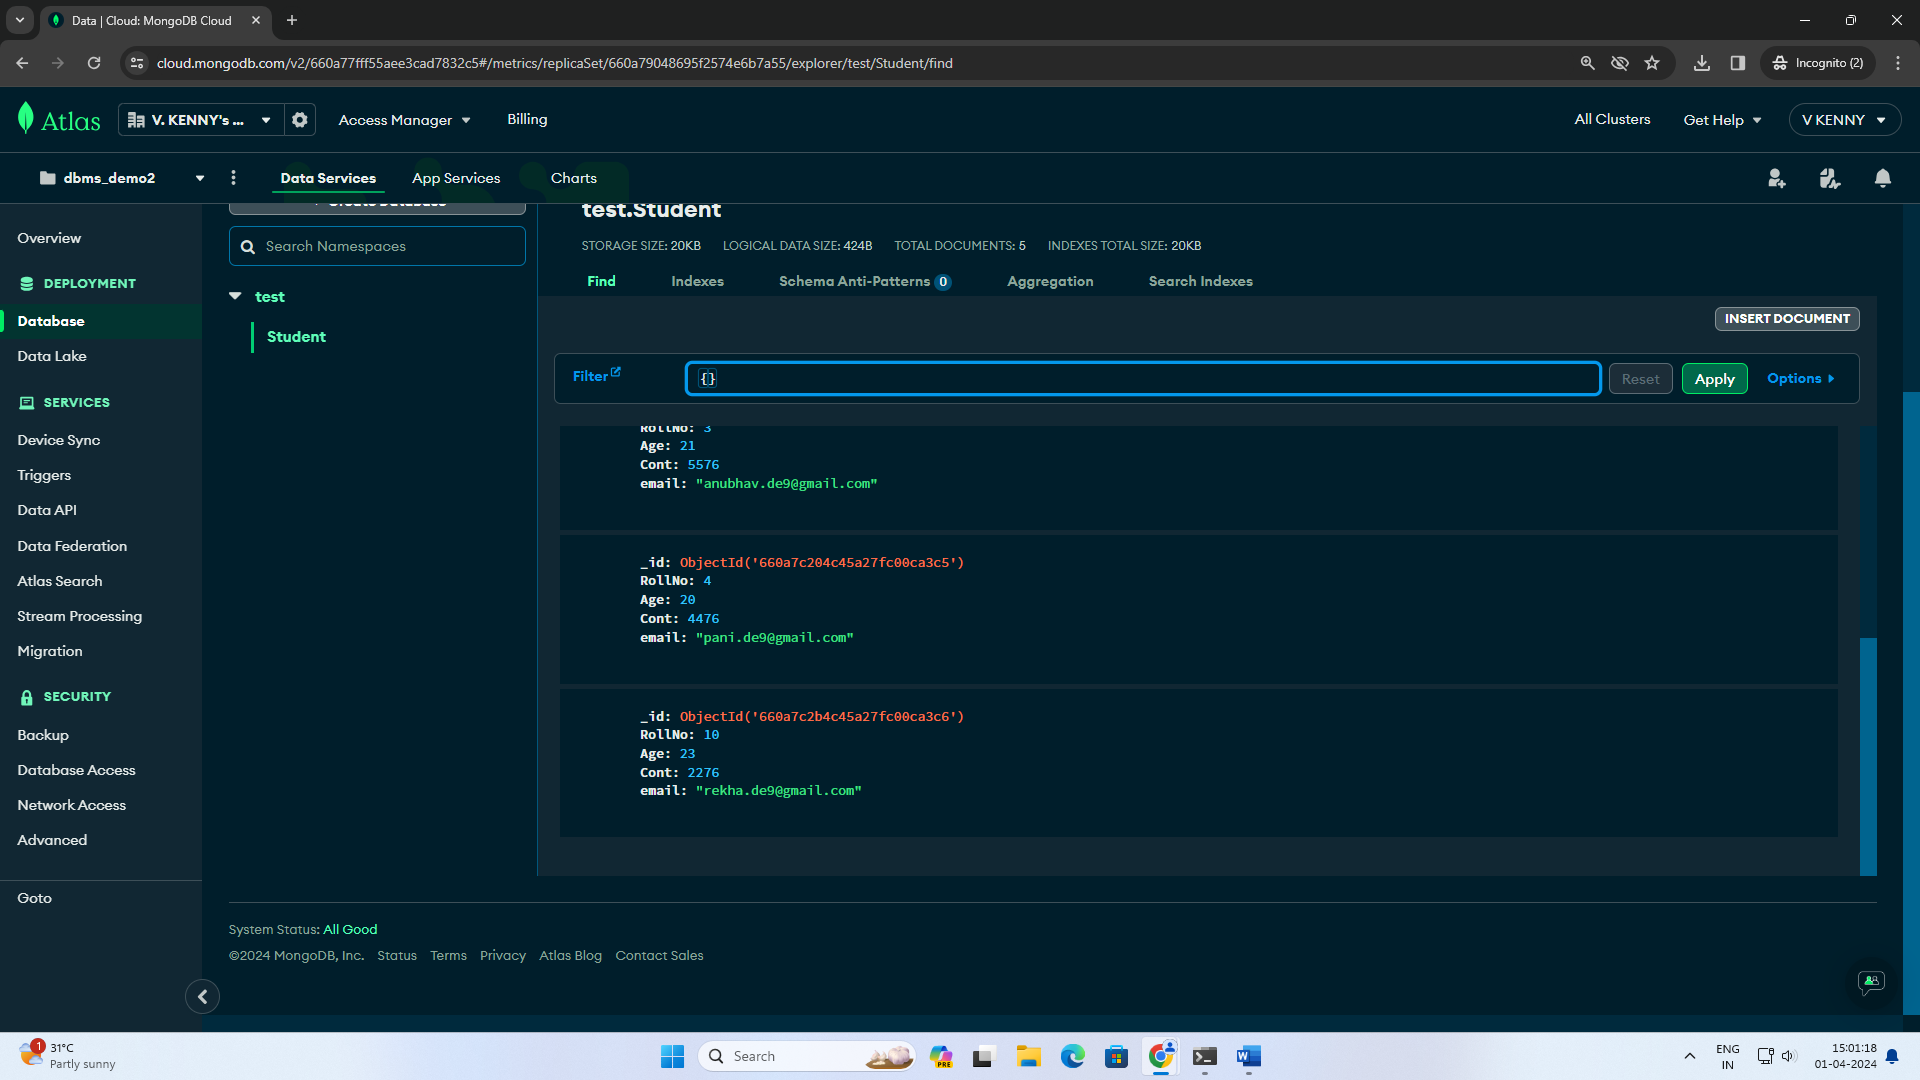 Data | Cloud: MongoDB Cloud
cloud.mongodb.com/v2/660a77fff55aee3cad7832c5#/metrics/replicaSet/660a79048695f2574e6b7a55/explorer/test/Student/find
Incognito (2)
Atlas
V. KENNY's ...
Access Manager
Billing
All Clusters
Get Help
V KENNY
dbms_demo2
Data Services
App Services
Charts
Overview
DEPLOYMENT
Database
Data Lake
SERVICES
Device Sync
Triggers
Data API
Data Federation
Atlas Search
Stream Processing
Migration
SECURITY
Backup
Database Access
Network Access
Advanced
Goto
Create Database
Search Namespaces
test
Student
test.Student
STORAGE SIZE: 20KB LOGICAL DATA SIZE: 424B TOTAL DOCUMENTS: 5 INDEXES TOTAL SIZE: 20KB
Find Indexes Schema Anti-Patterns 0 Aggregation Search Indexes
INSERT DOCUMENT
Filter
{}
Reset
Apply
Options
RollNo: 3
Age: 21
Cont: 5576
email: "anubhav.de9@gmail.com"
_id: ObjectId('660a7c204c45a27fc00ca3c5')
RollNo: 4
Age: 20
Cont: 4476
email: "pani.de9@gmail.com"
_id: ObjectId('660a7c2b4c45a27fc00ca3c6')
RollNo: 10
Age: 23
Cont: 2276
email: "rekha.de9@gmail.com"
System Status: All Good
©2024 MongoDB, Inc. Status Terms Privacy Atlas Blog Contact Sales
1
31°C
Partly sunny
Search
PRE
ENG
IN
15:01:18
01-04-2024